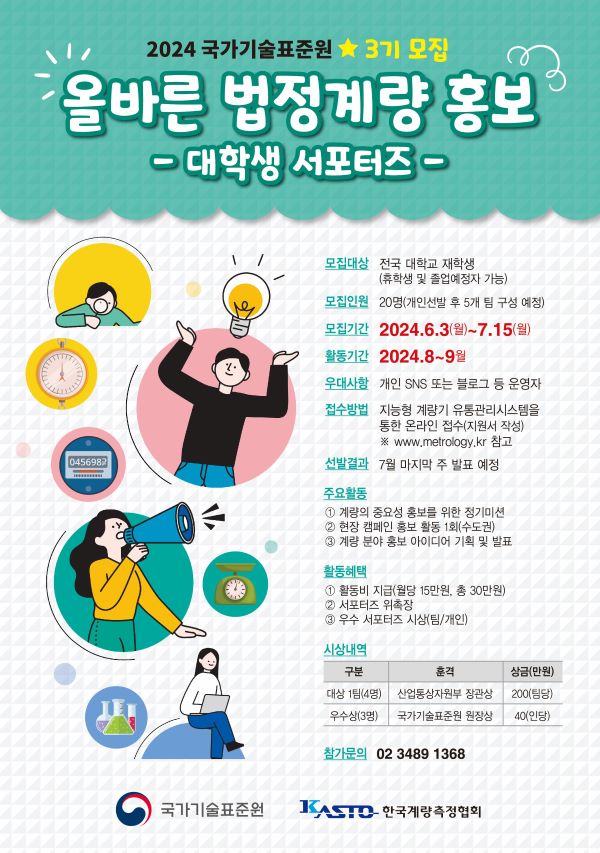 2024 국가기술표준원 ★ 3기 모집
올바른 법정계량 홍보
- 대학생 서포터즈 -
모집대상 전국 대학교 재학생
(휴학생 및 졸업예정자 가능)
모집인원 20명(개인선발 후 5개 팀 구성 예정)
모집기간 2024.6.3(월)~7.15(월)
활동기간 2024.8~9월
우대사항 개인 SNS 또는 블로그 등 운영자
접수방법 지능형 계량기 유통관리시스템을
통한 온라인 접수(지원서 작성)
※ www.metrology.kr 참고
선발결과 7월 마지막 주 발표 예정
주요활동
① 계량의 중요성 홍보를 위한 정기미션
② 현장 캠페인 홍보 활동 1회(수도권)
③ 계량 분야 홍보 아이디어 기획 및 발표
활동혜택
① 활동비 지급(월당 15만원, 총 30만원)
② 서포터즈 위촉장
③ 우수 서포터즈 시상(팀/개인)
시상내역
구분 훈격 상금(만원)
대상 1팀(4명) 산업통상자원부 장관상 200(팀당)
우수상(3명) 국가기술표준원 원장상 40(인당)
참가문의 02 3489 1368
045698
국가기술표준원
KASTO 한국계량측정협회